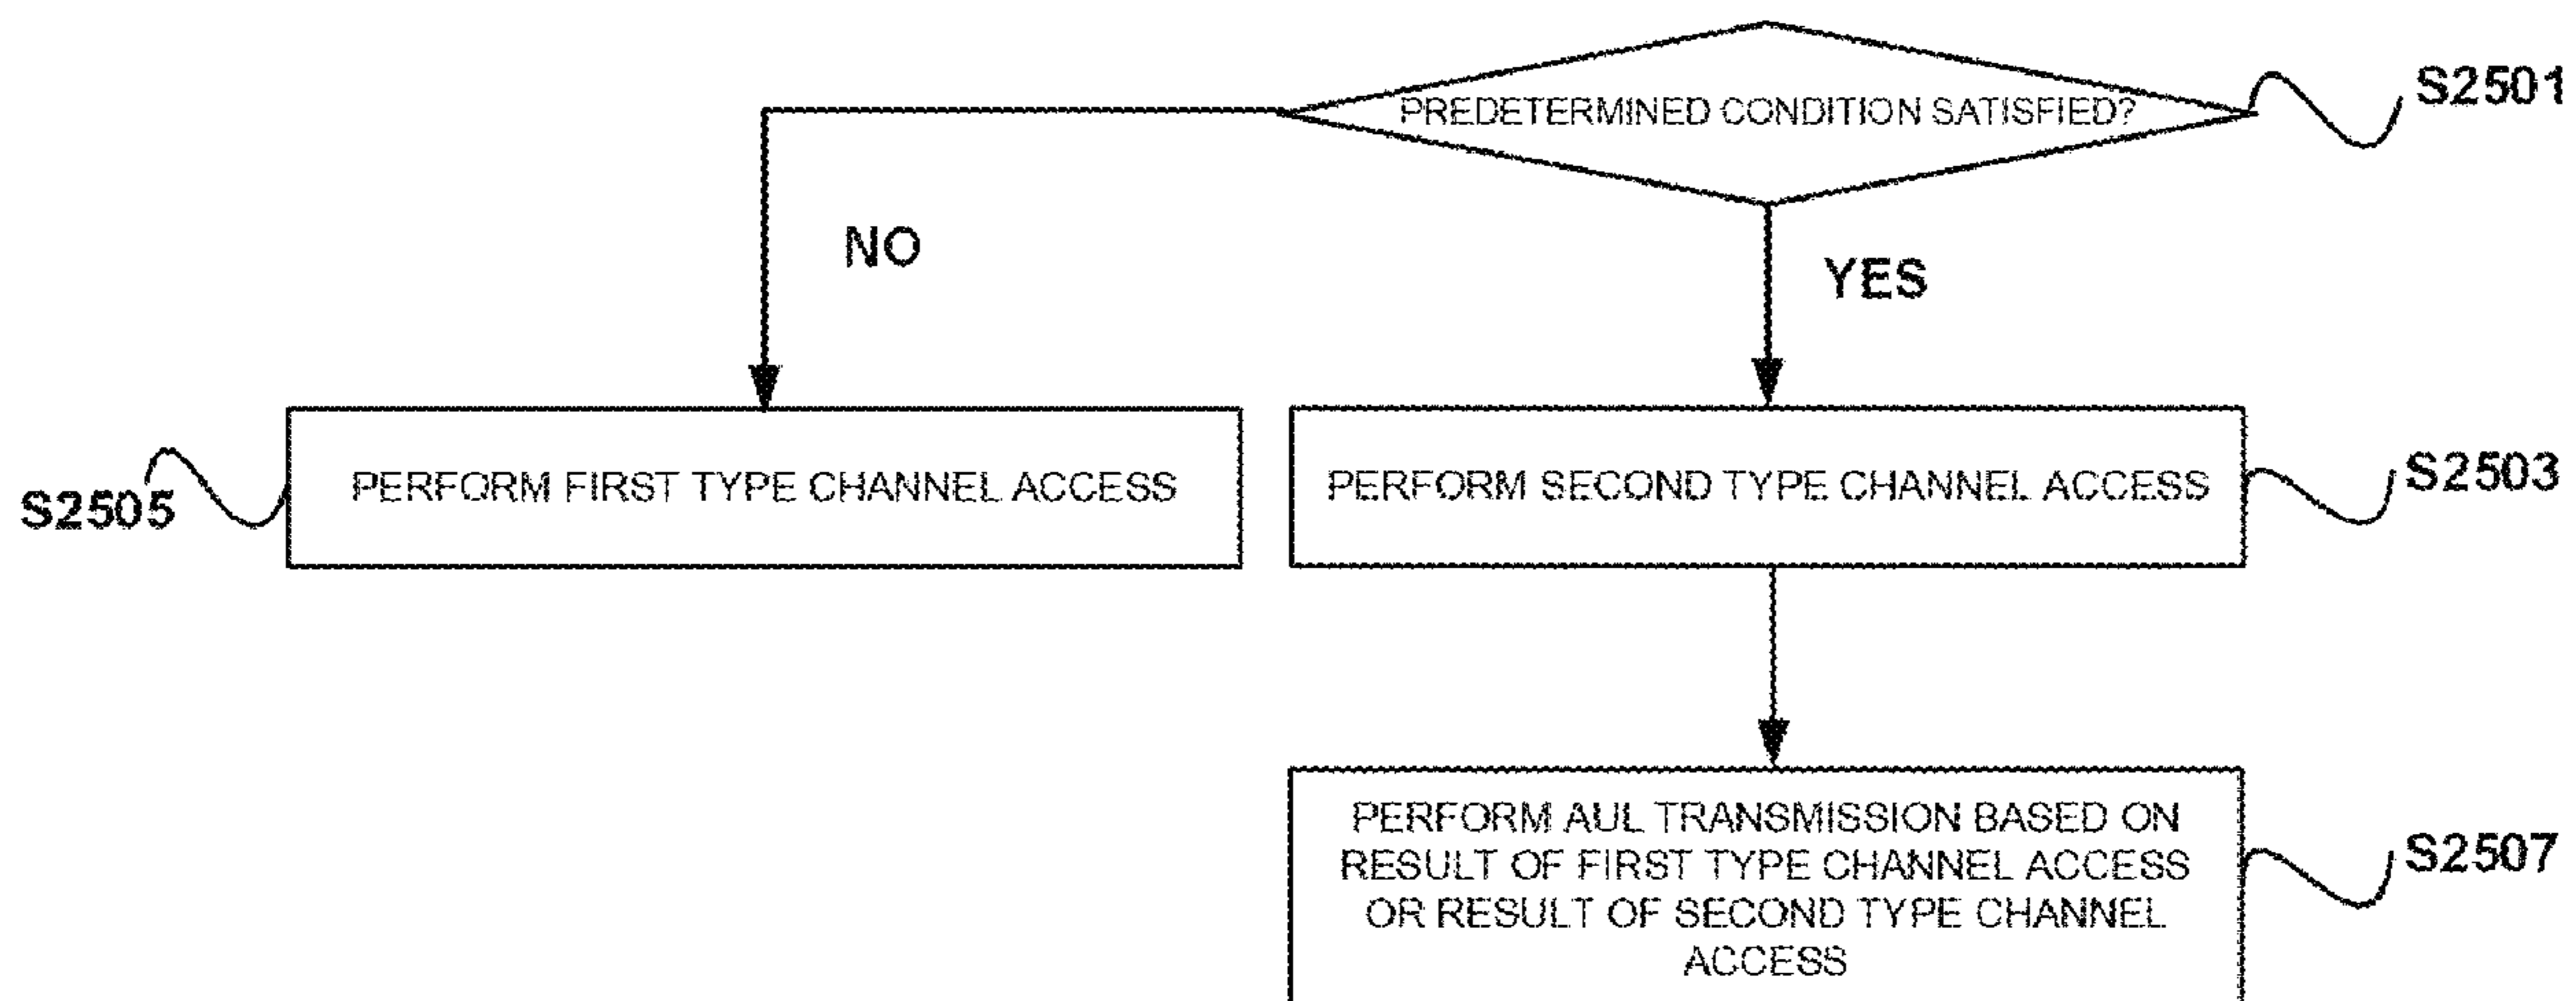 PREDETERMINED CONDITION SATISFIED?
S2501
NO
YES
S2505
PERFORM FIRST TYPE CHANNEL ACCESS
PERFORM SECOND TYPE CHANNEL ACCESS
S2503
PERFORM AUL TRANSMISSION BASED ON
RESULT OF FIRST TYPE CHANNEL ACCESS
OR RESULT OF SECOND TYPE CHANNEL
ACCESS
S2507